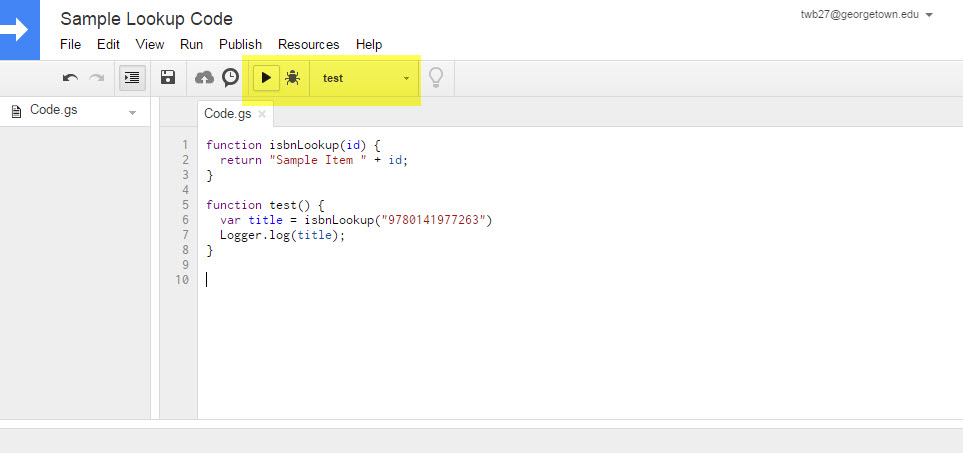 Sample Lookup Code
twb27@georgetown.edu
File Edit View Run Publish Resources Help
test
Code.gs
Code.gs ×
1 function isbnLookup(id) {
2   return "Sample Item " + id;
3 }
4
5 function test() {
6   var title = isbnLookup("9780141977263")
7   Logger.log(title);
8 }
9
10